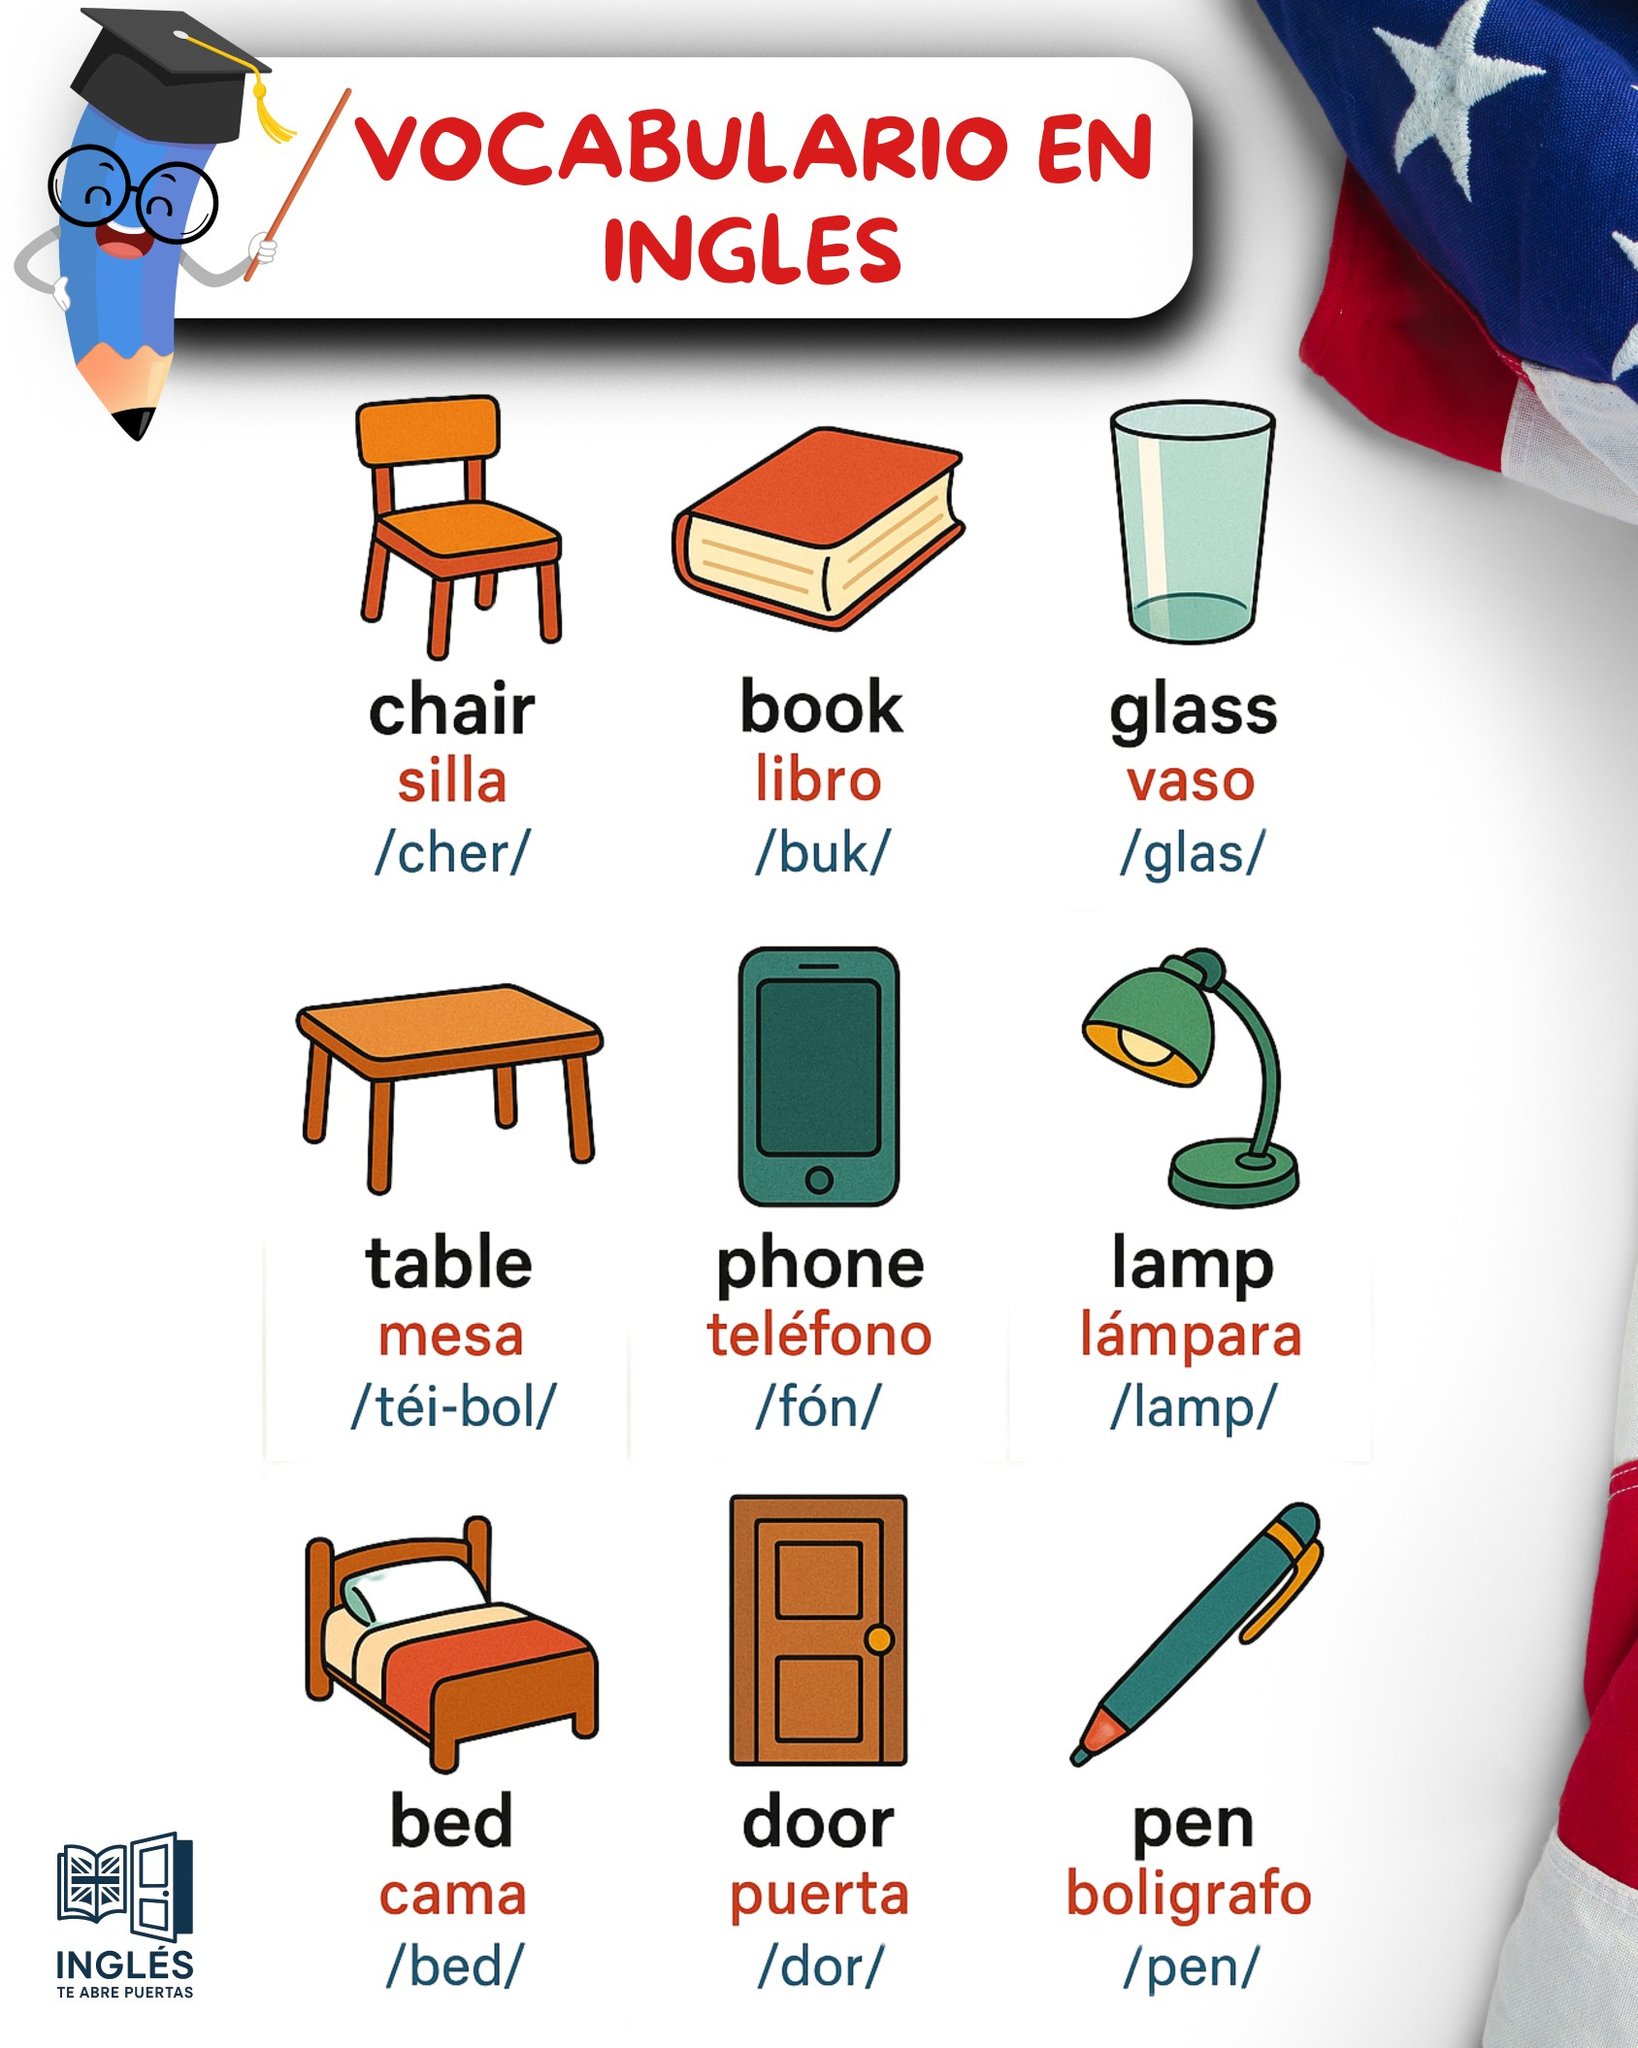 VOCABULARIO EN
INGLES
chair
silla
/cher/
book
libro
/buk/
glass
vaso
/glas/
table
mesa
/téi-bol/
phone
teléfono
/fón/
lamp
lámpara
/lamp/
bed
cama
/bed/
door
puerta
/dor/
pen
boligrafo
/pen/
INGLÉS
TE ABRE PUERTAS